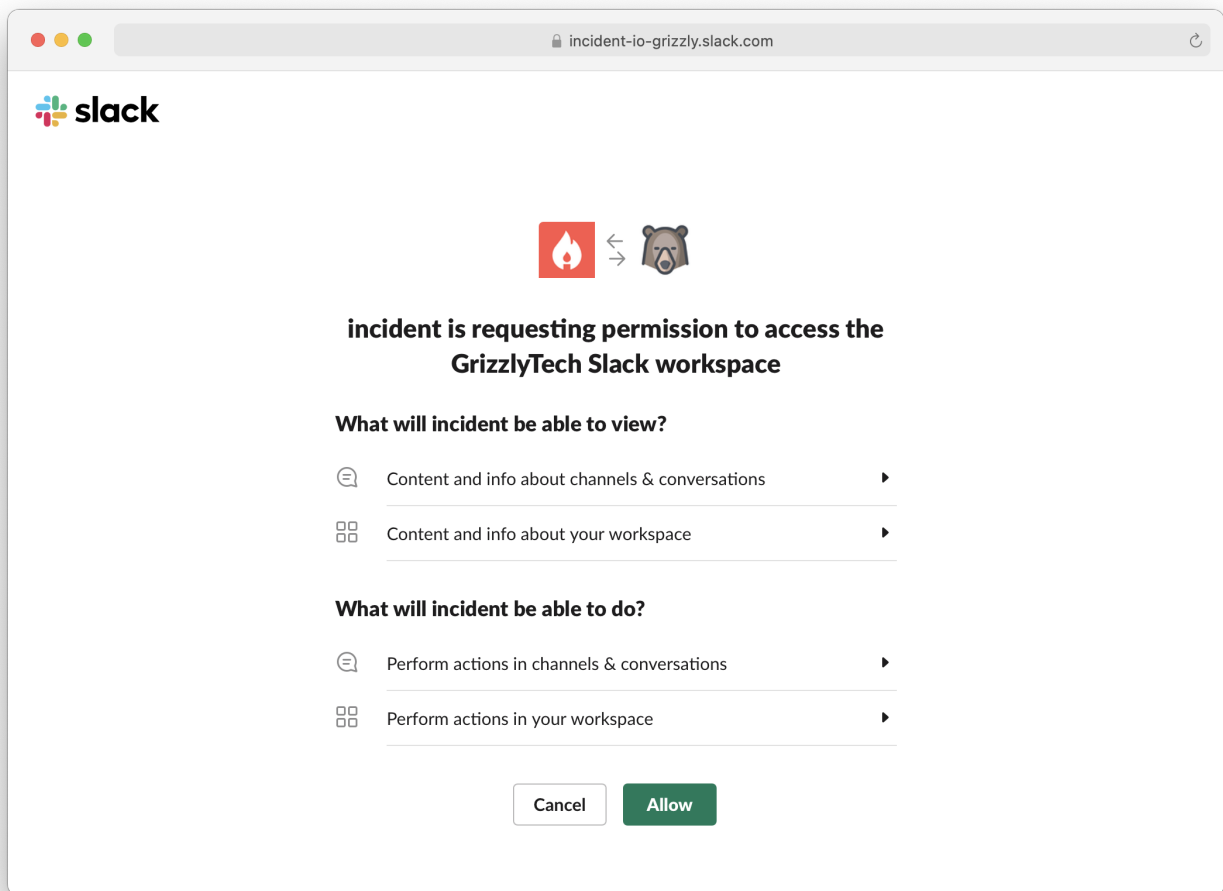 incident-io-grizzly.slack.com
slack
incident is requesting permission to access the
GrizzlyTech Slack workspace
What will incident be able to view?
Content and info about channels & conversations
Content and info about your workspace
What will incident be able to do?
Perform actions in channels & conversations
Perform actions in your workspace
Cancel
Allow